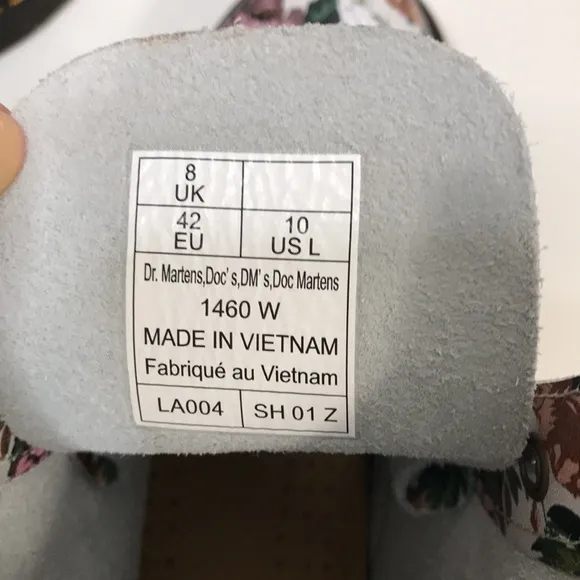 8
UK
42
EU
10
US L
Dr. Martens,Doc's,DM's,Doc Martens
1460 W
MADE IN VIETNAM
Fabriqué au Vietnam
LA004
SH 01 Z